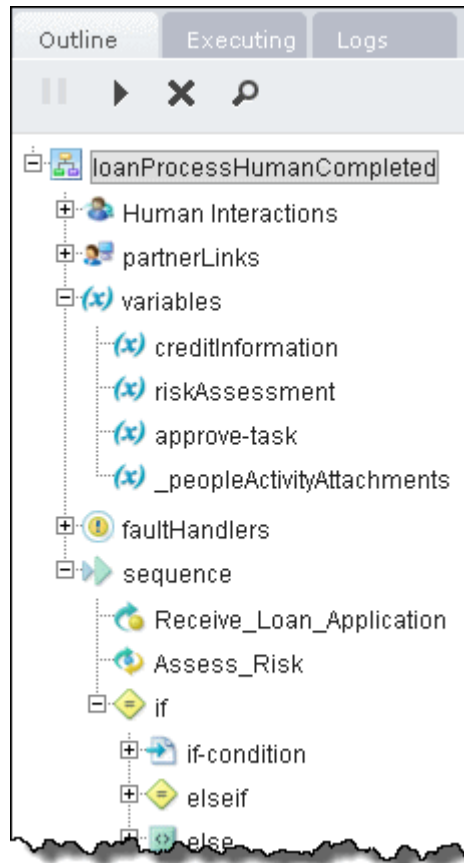 Outline Executing Logs
loanProcessHumanCompleted
Human Interactions
partnerLinks
(x) variables
(x) creditInformation
(x) riskAssessment
(x) approve-task
(x) _peopleActivityAttachments
faultHandlers
sequence
Receive_Loan_Application
Assess_Risk
if
if-condition
elseif
else